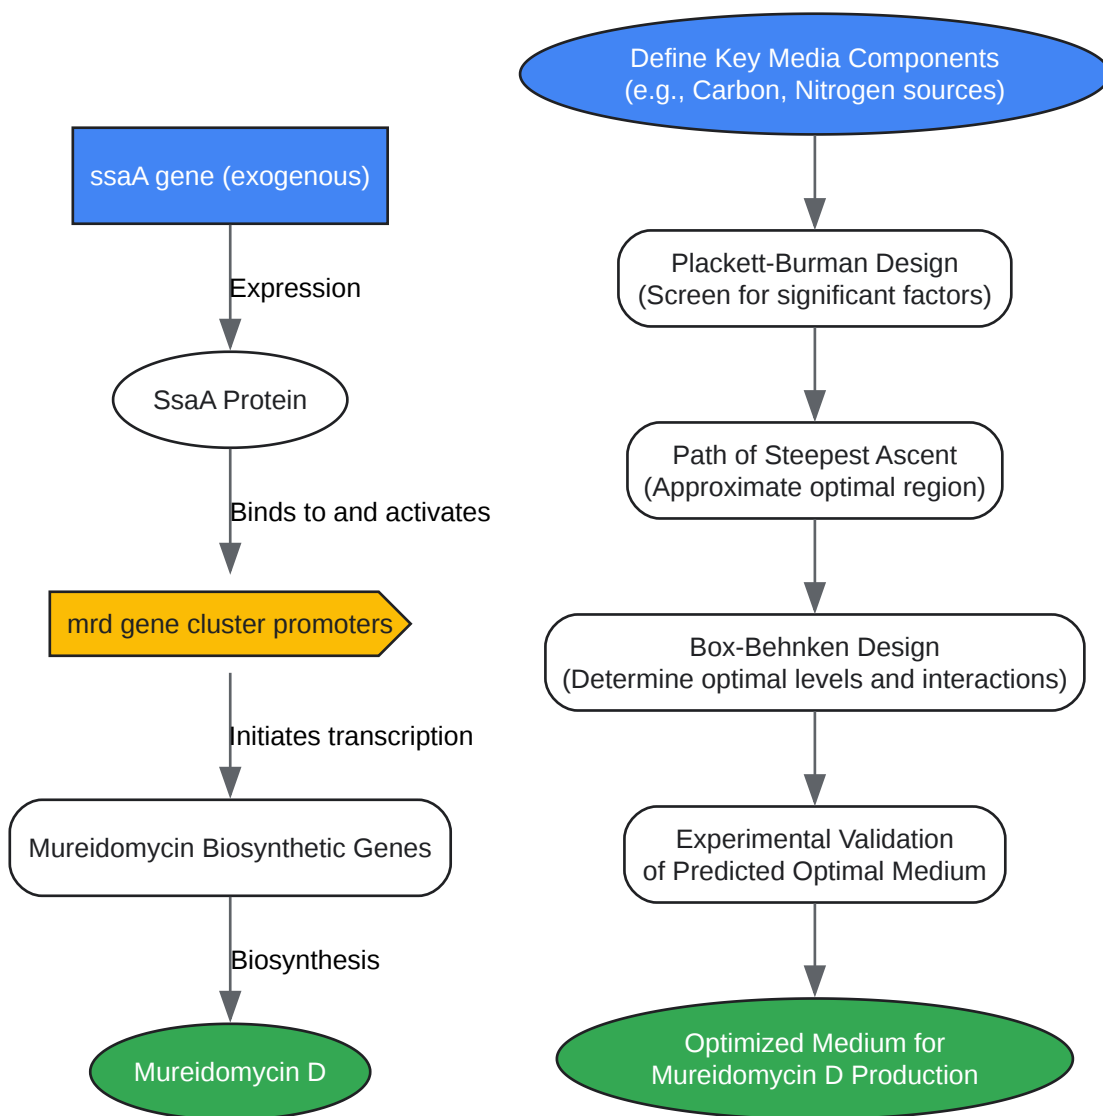 ssaA gene (exogenous)
Expression
SsaA Protein
Binds to and activates
mrd gene cluster promoters
Initiates transcription
Mureidomycin Biosynthetic Genes
Biosynthesis
Mureidomycin D
Define Key Media Components
(e.g., Carbon, Nitrogen sources)
Plackett-Burman Design
(Screen for significant factors)
Path of Steepest Ascent
(Approximate optimal region)
Box-Behnken Design
(Determine optimal levels and interactions)
Experimental Validation
of Predicted Optimal Medium
Optimized Medium for
Mureidomycin D Production